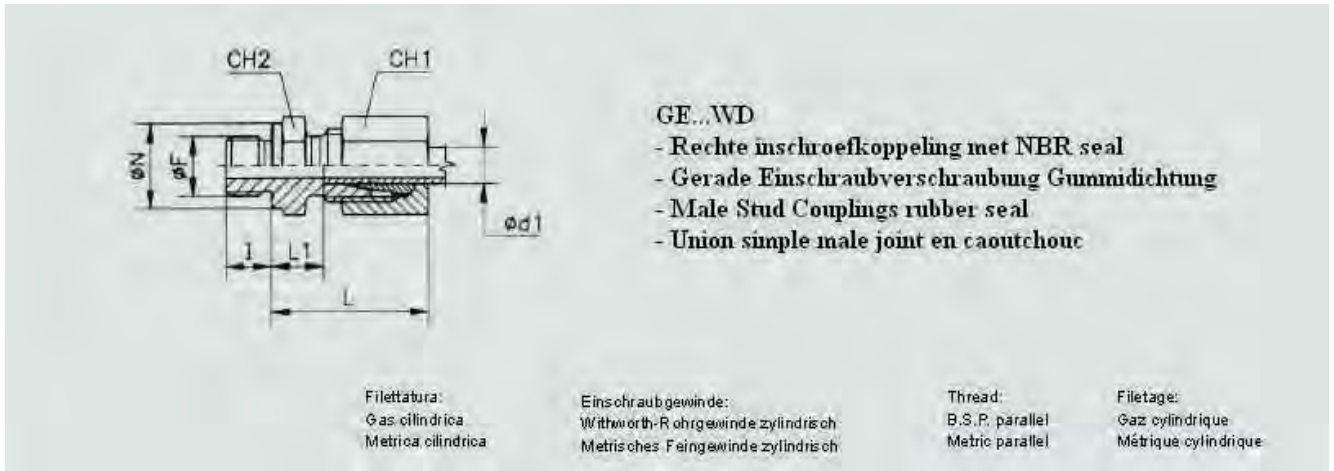 CH2
CH1
øN
øF
ød1
I
L1
L
GE...WD
- Rechte inschroefkoppeling met NBR seal
- Gerade Einschraubverschraubung Gummidichtung
- Male Stud Couplings rubber seal
- Union simple male joint en caoutchouc
Filettatura:
Gas cilindrica
Metrica cilindrica
Einschraubgewinde:
Withworth-Rohrgewinde zylindrisch
Metrisches Feingewinde zylindrisch
Thread:
B.S.P. parallel
Metric parallel
Filetage:
Gaz cylindrique
Métrique cylindrique